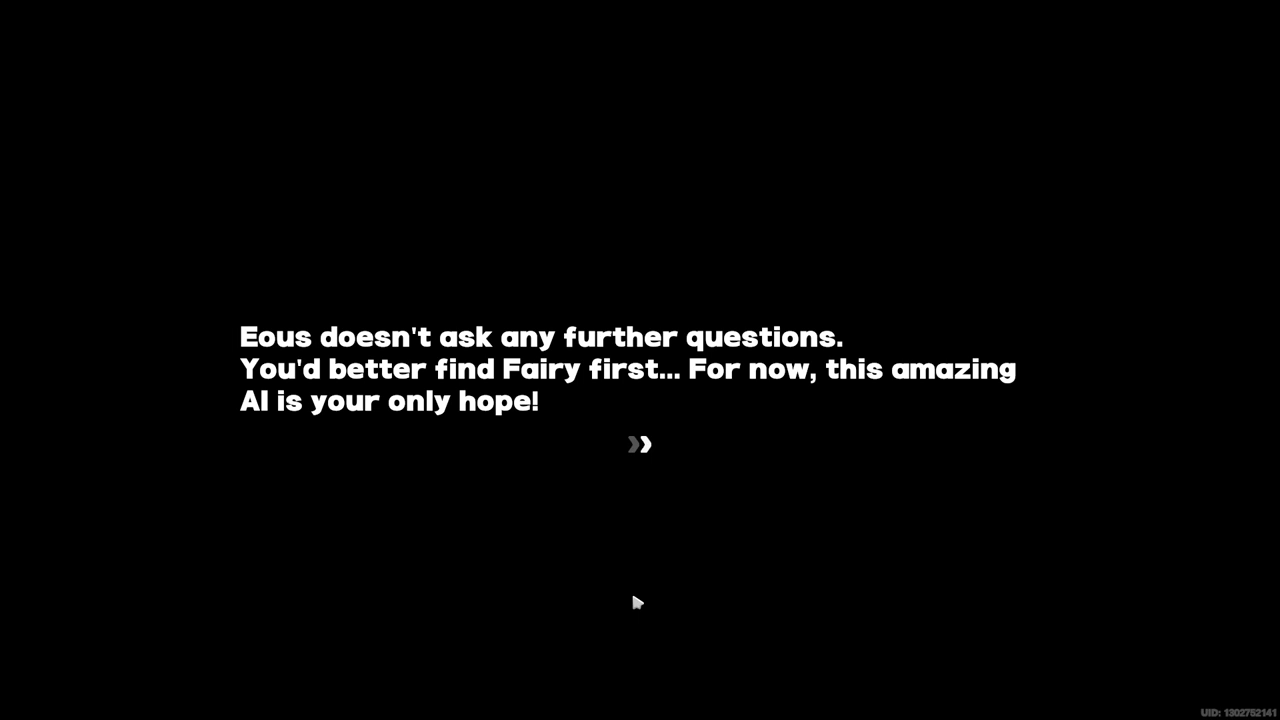 Eous doesn't ask any further questions.
You'd better find Fairy first... For now, this amazing
AI is your only hope!
UID: 1302752141